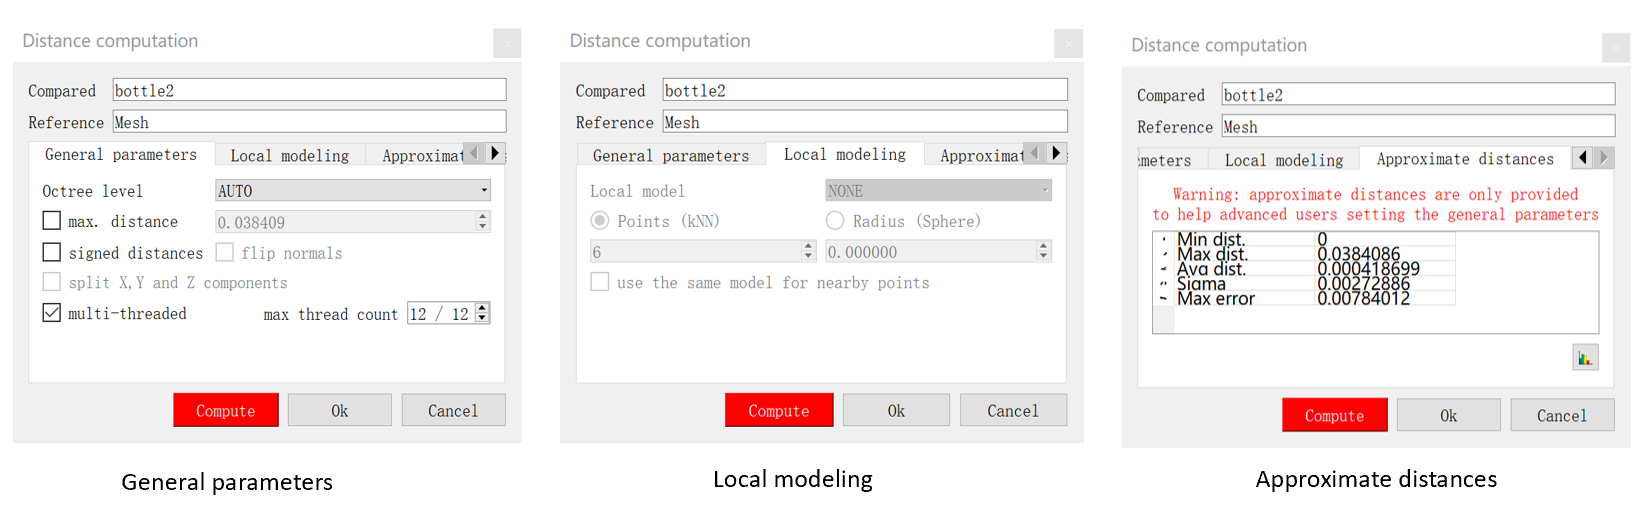 Distance computation
Compared bottle2
Reference Mesh
General parameters Local modeling Approximat
Octree level AUTO
max. distance 0.038409
signed distances flip normals
split X,Y and Z components
multi-threaded max thread count 12 / 12
Compute Ok Cancel
General parameters
Distance computation
Compared bottle2
Reference Mesh
General parameters Local modeling Approximat
Local model NONE
Points (kNN) Radius (Sphere)
6 0.000000
use the same model for nearby points
Compute Ok Cancel
Local modeling
Distance computation
Compared bottle2
Reference Mesh
meters Local modeling Approximate distances
Warning: approximate distances are only provided
to help advanced users setting the general parameters
Min dist. 0
Max dist. 0.0384086
Avg dist. 0.000418699
Sigma 0.00272886
Max error 0.00784012
Compute Ok Cancel
Approximate distances